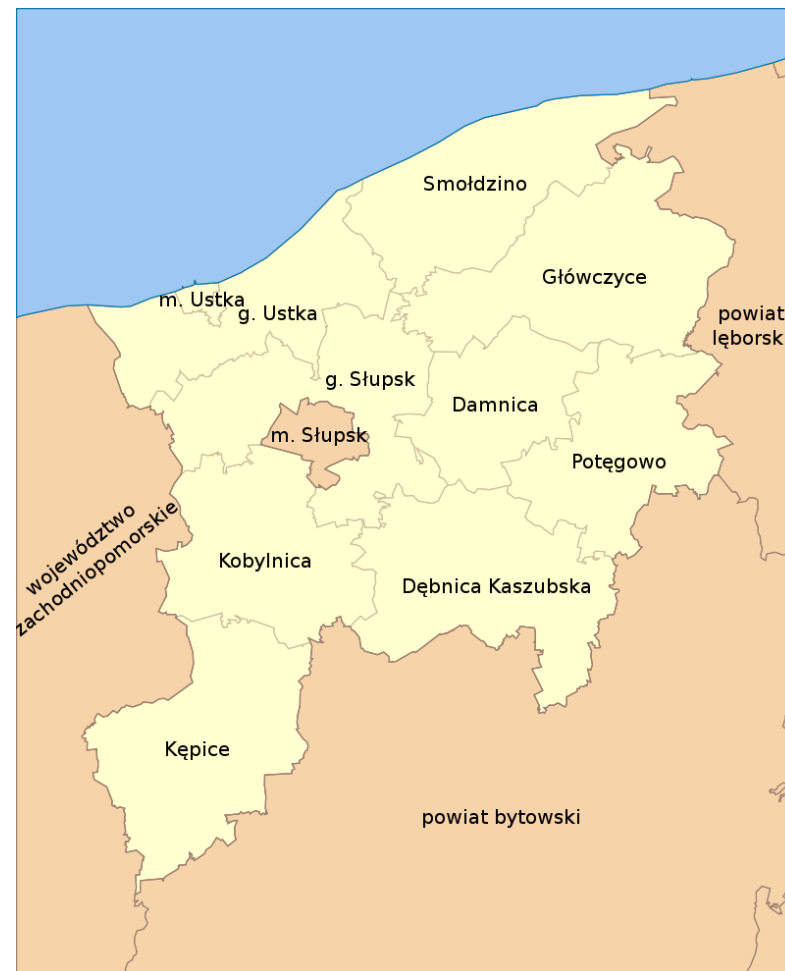 Smołdzino
Główczyce
m. Ustka
g. Ustka
powiat
lęborsk
g. Słupsk
Damnica
m. Słupsk
Potęgowo
województwo
zachodniopomorskie
Kobylnica
Dębnica Kaszubska
Kępice
powiat bytowski